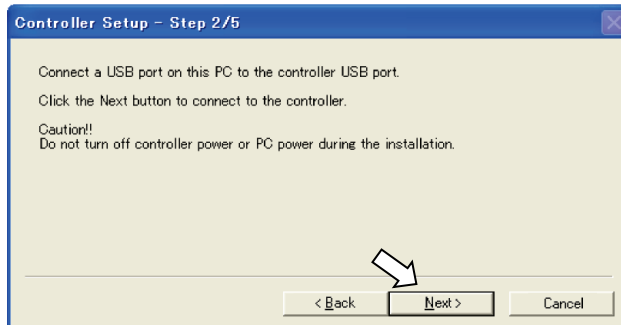 Controller Setup - Step 2/5
Connect a USB port on this PC to the controller USB port.
Click the Next button to connect to the controller.
Caution!!
Do not turn off controller power or PC power during the installation.
< Back
Next >
Cancel